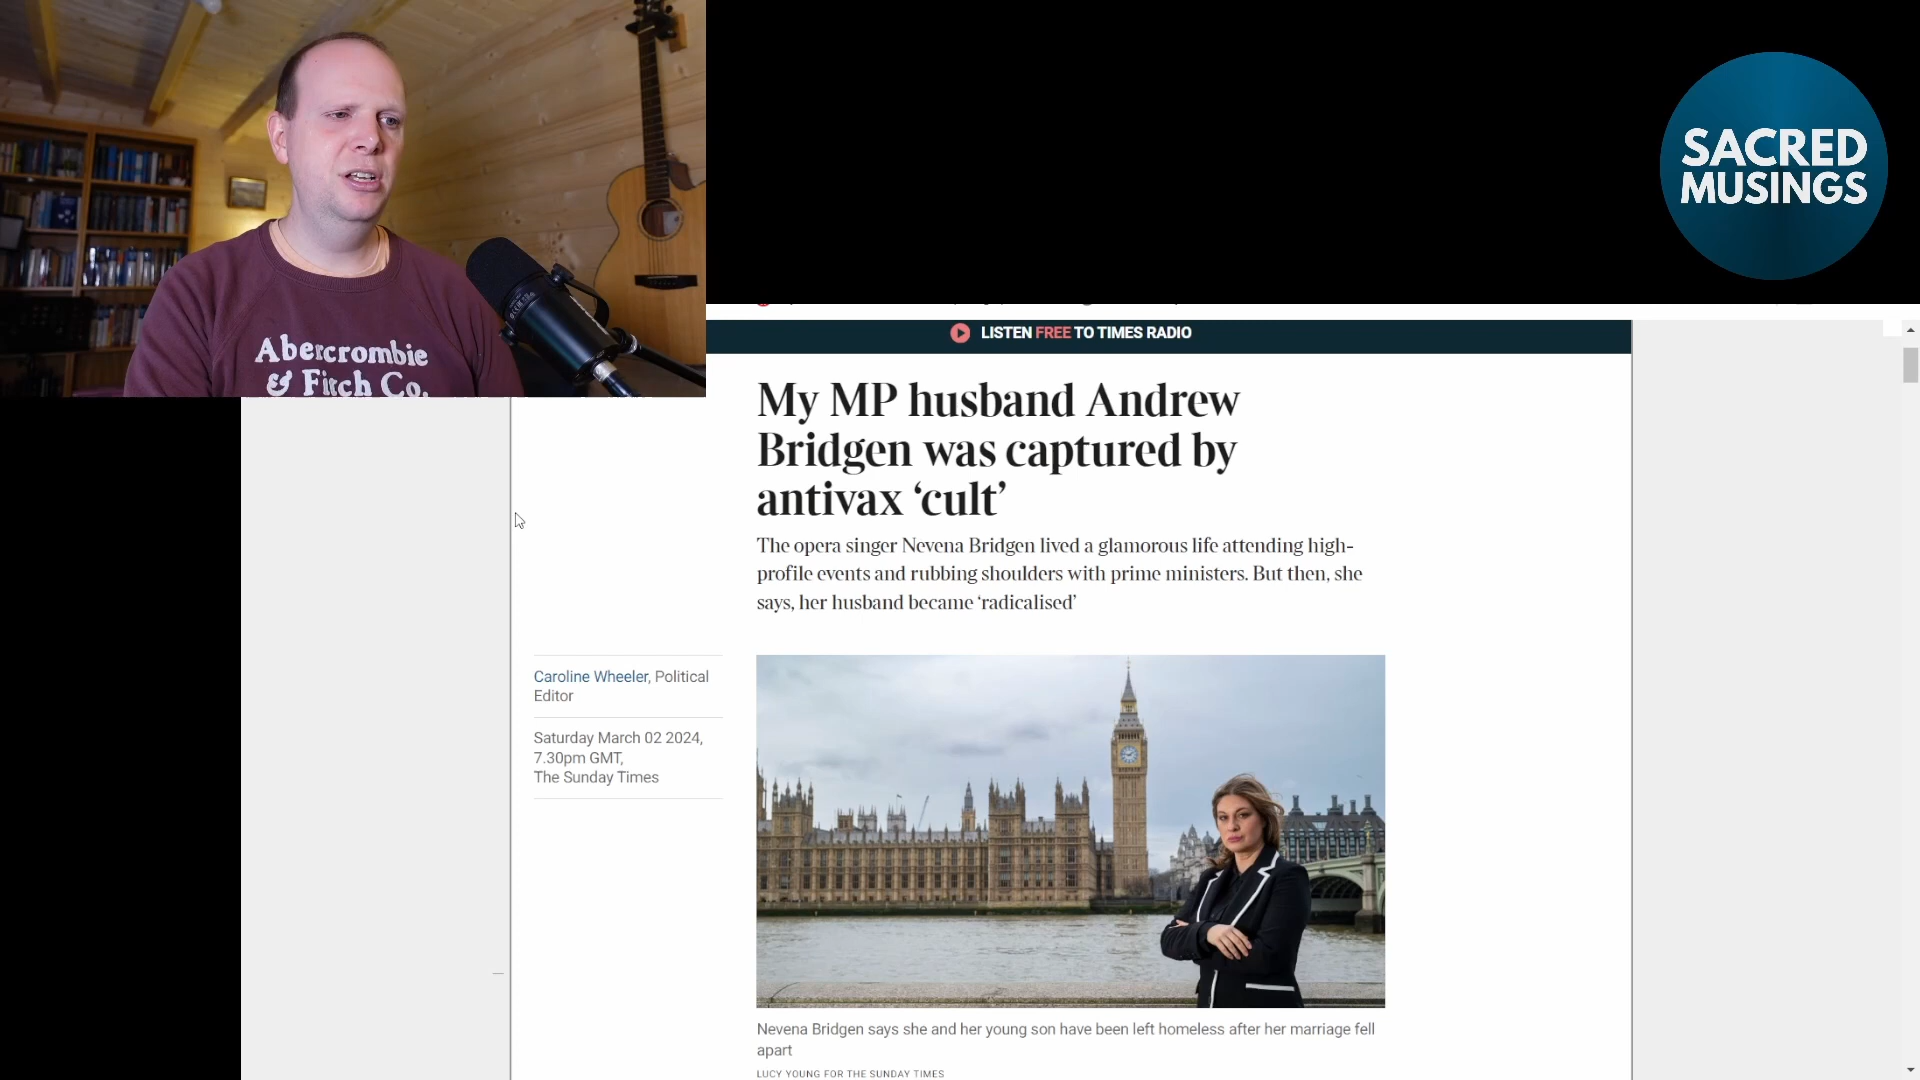 Abercrombie
& Fitch Co.
SACRED
MUSINGS
LISTEN FREE TO TIMES RADIO
My MP husband Andrew
Bridgen was captured by
antivax ‘cult’
The opera singer Nevena Bridgen lived a glamorous life attending high-
profile events and rubbing shoulders with prime ministers. But then, she
says, her husband became ‘radicalised’
Caroline Wheeler, Political
Editor
Saturday March 02 2024,
7.30pm GMT,
The Sunday Times
Nevena Bridgen says she and her young son have been left homeless after her marriage fell
apart
LUCY YOUNG FOR THE SUNDAY TIMES